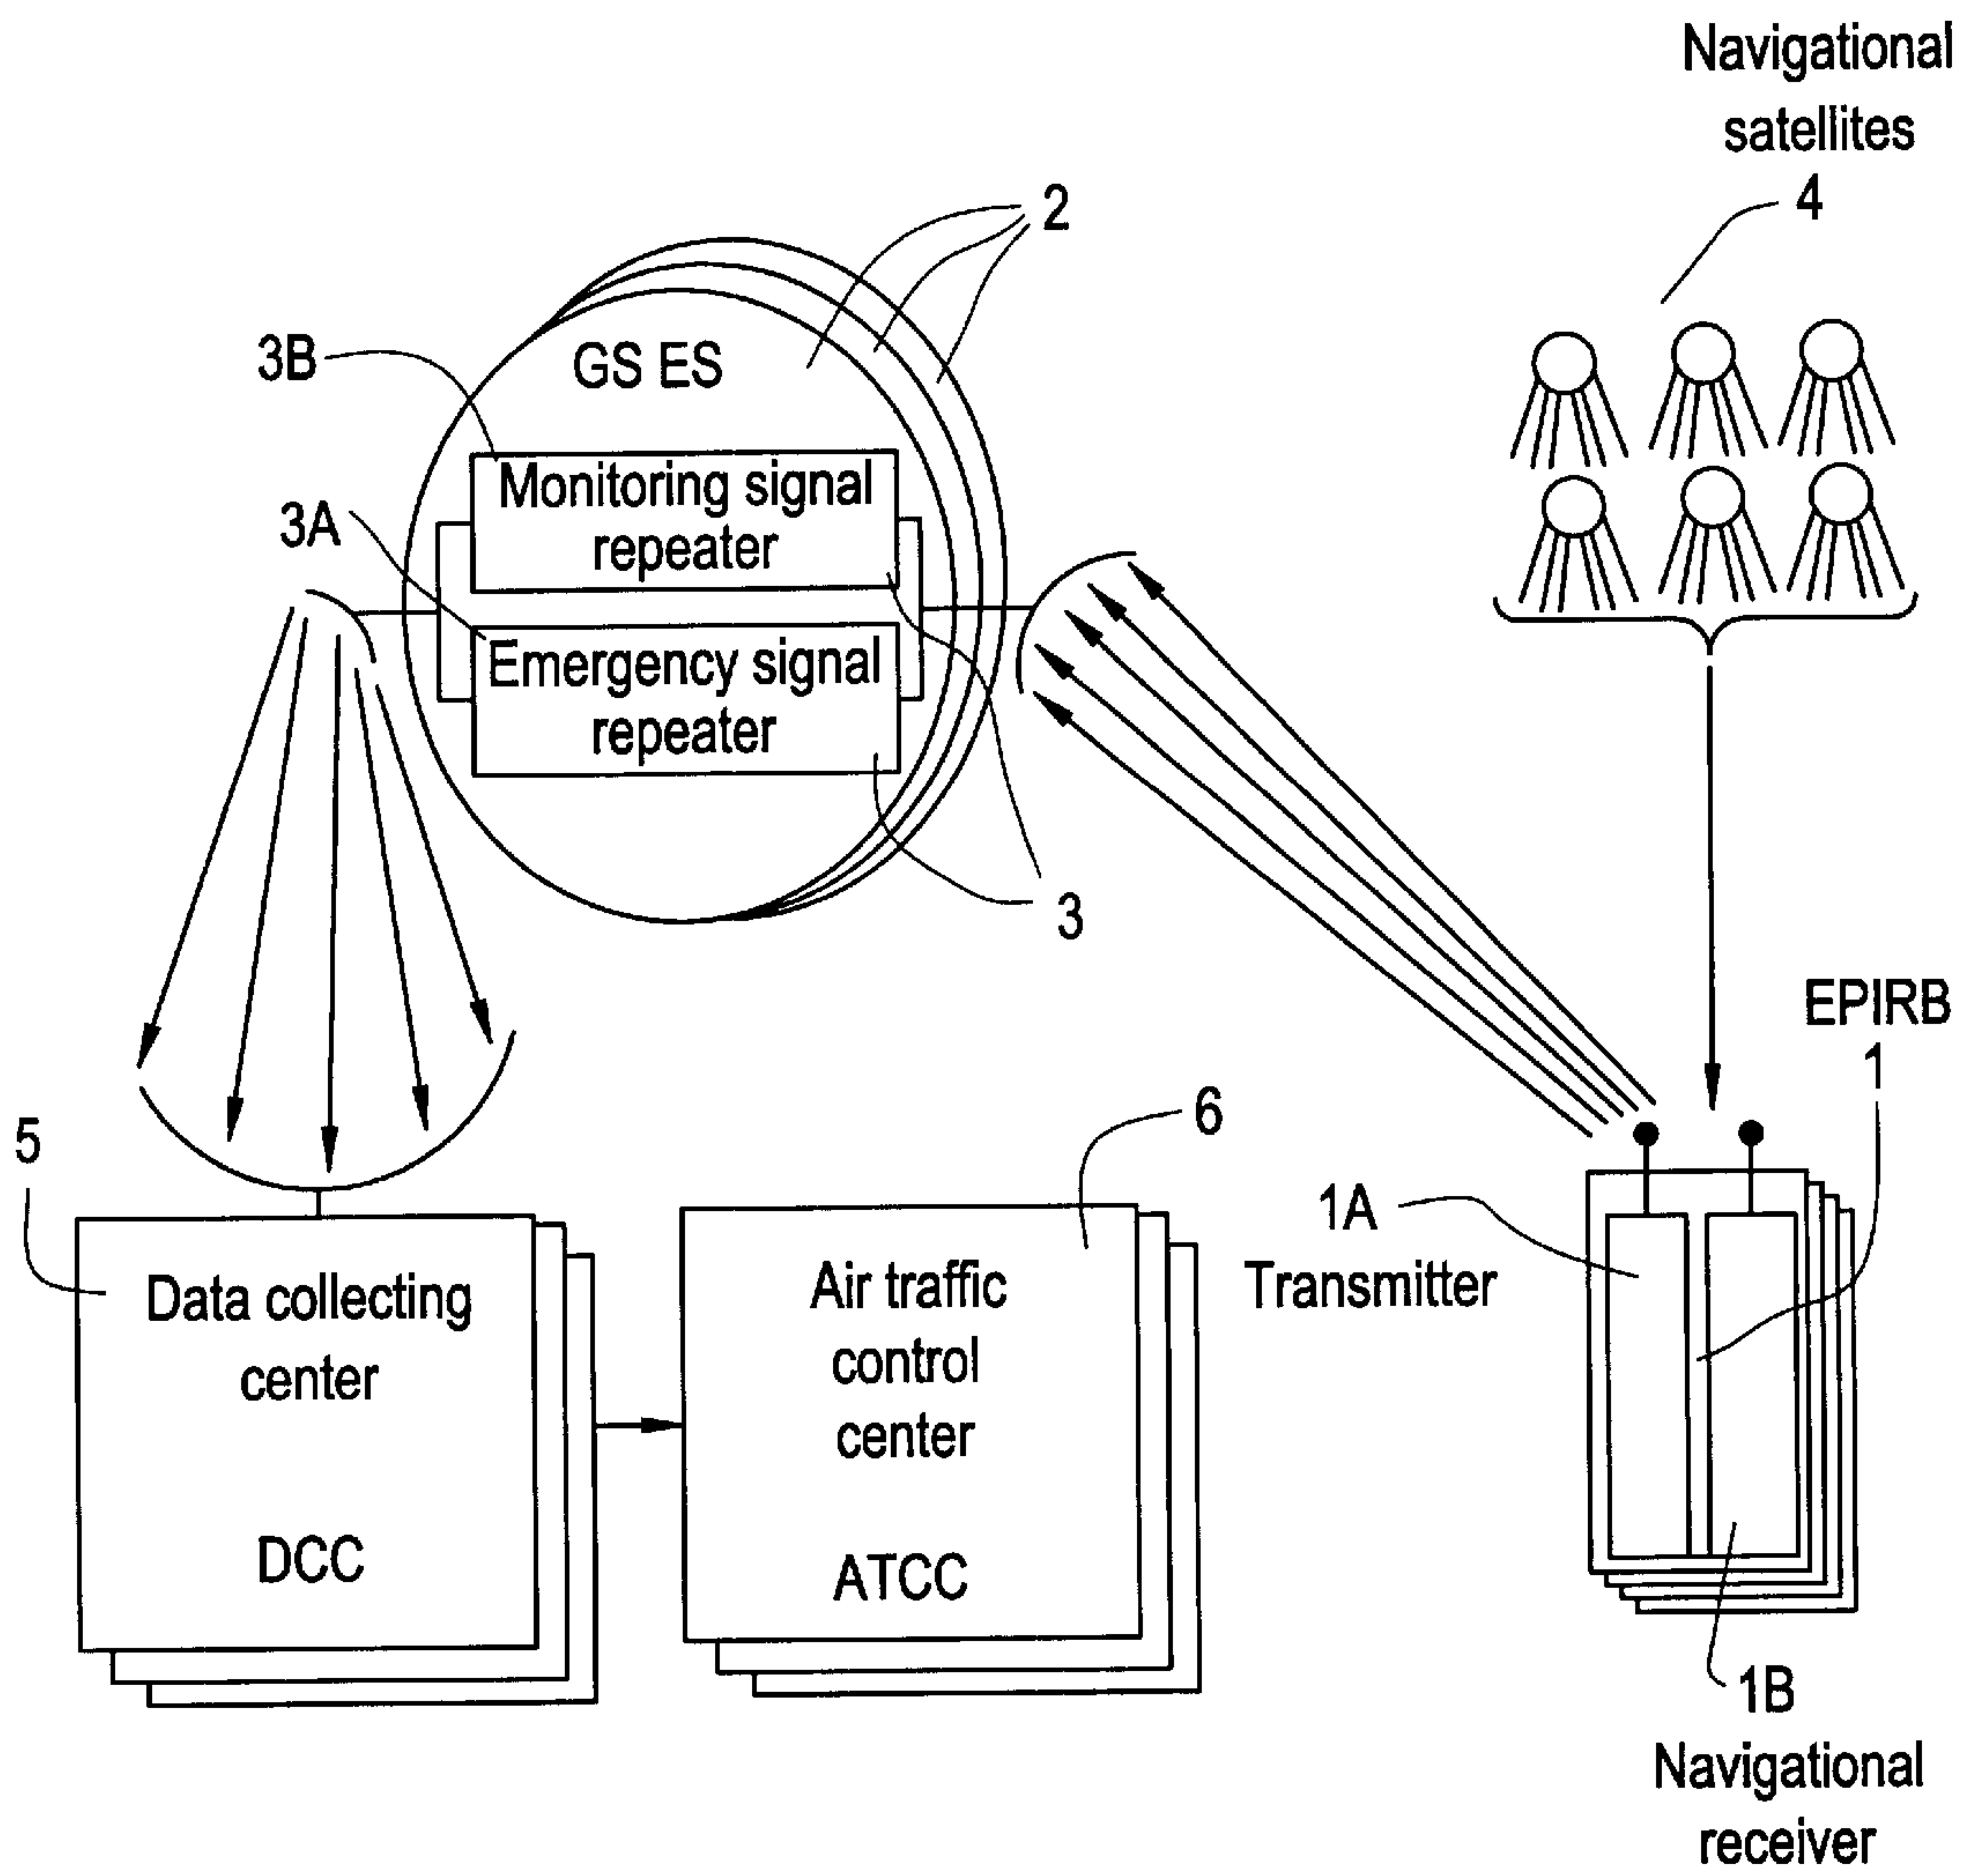 Navigational
satellites
4
2
3B
GS ES
Monitoring signal
repeater
3A
Emergency signal
repeater
3
EPIRB
1
5
6
1A
Transmitter
Data collecting
center
DCC
Air traffic
control
center
ATCC
1B
Navigational
receiver